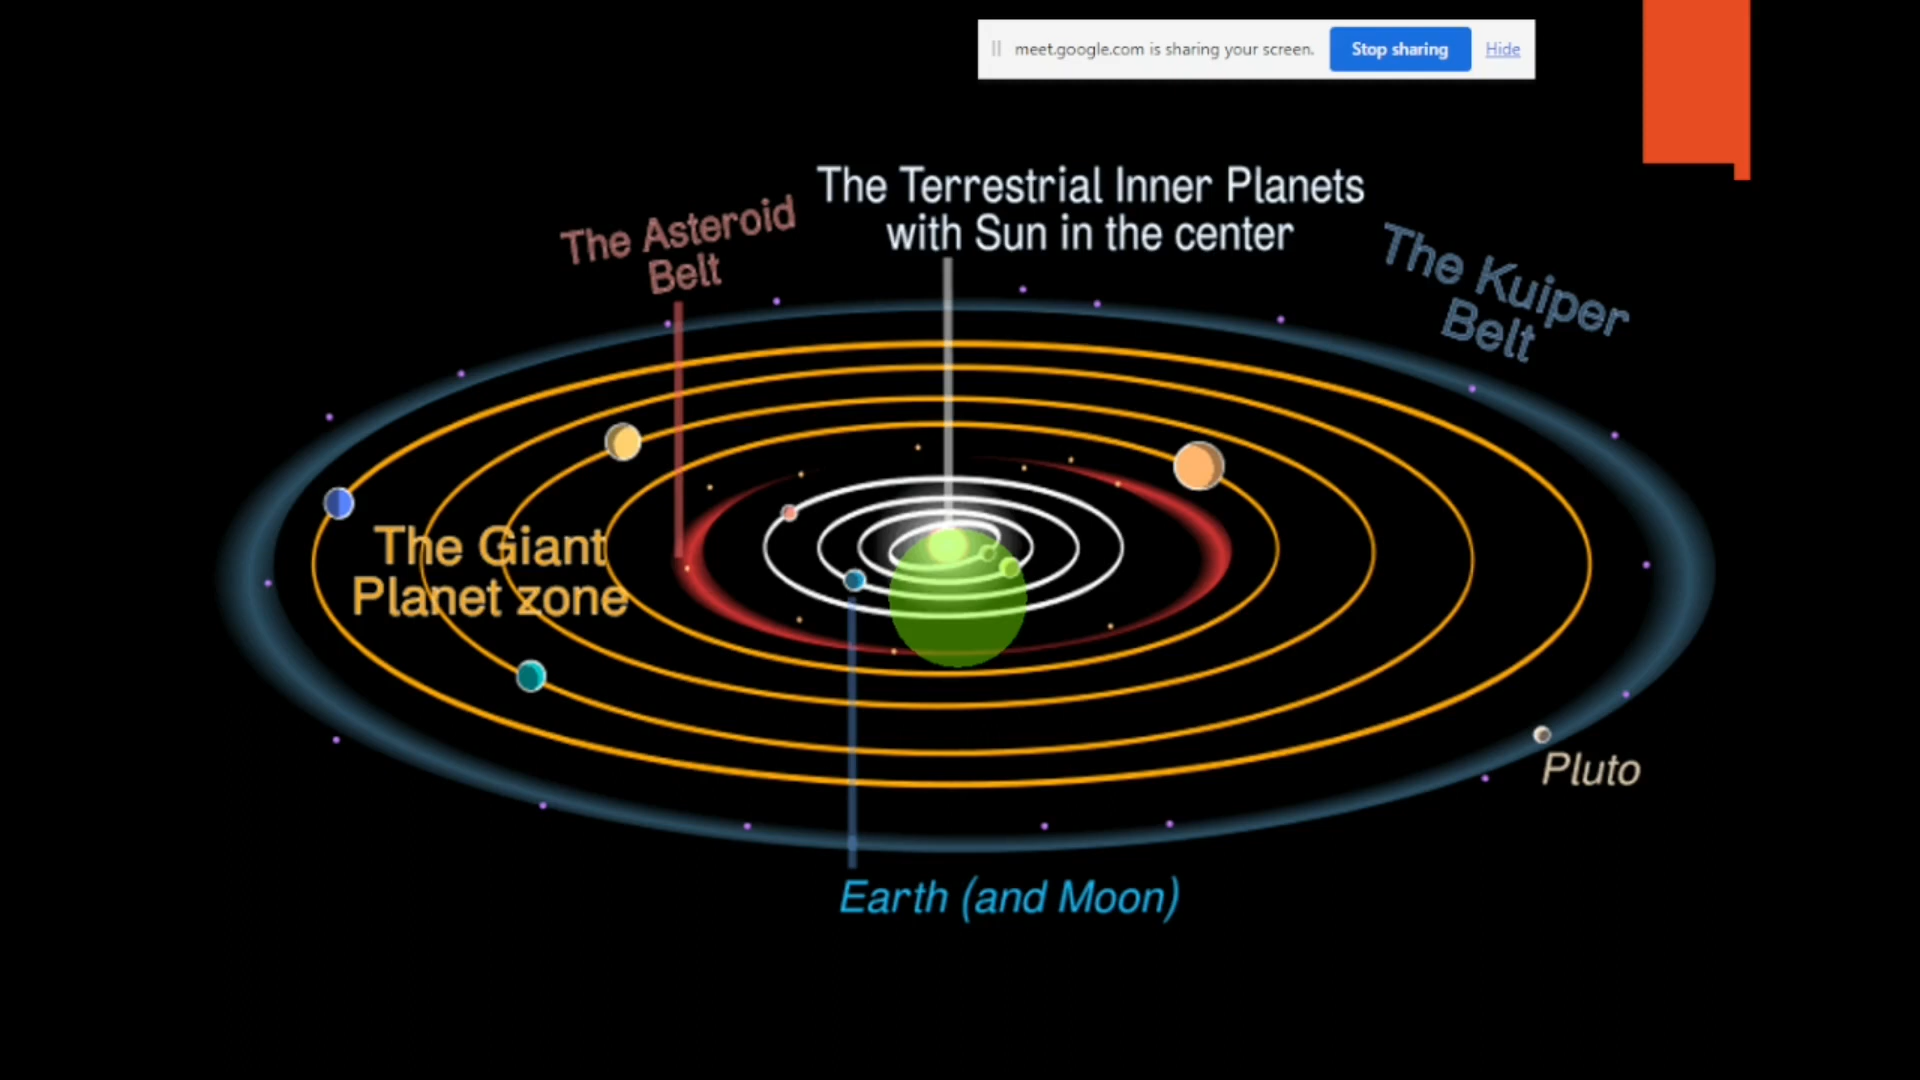 meet.google.com is sharing your screen.
Stop sharing
Hide
The Terrestrial Inner Planets
with Sun in the center
The Asteroid
Belt
The Kuiper
Belt
The Giant
Planet zone
Pluto
Earth (and Moon)